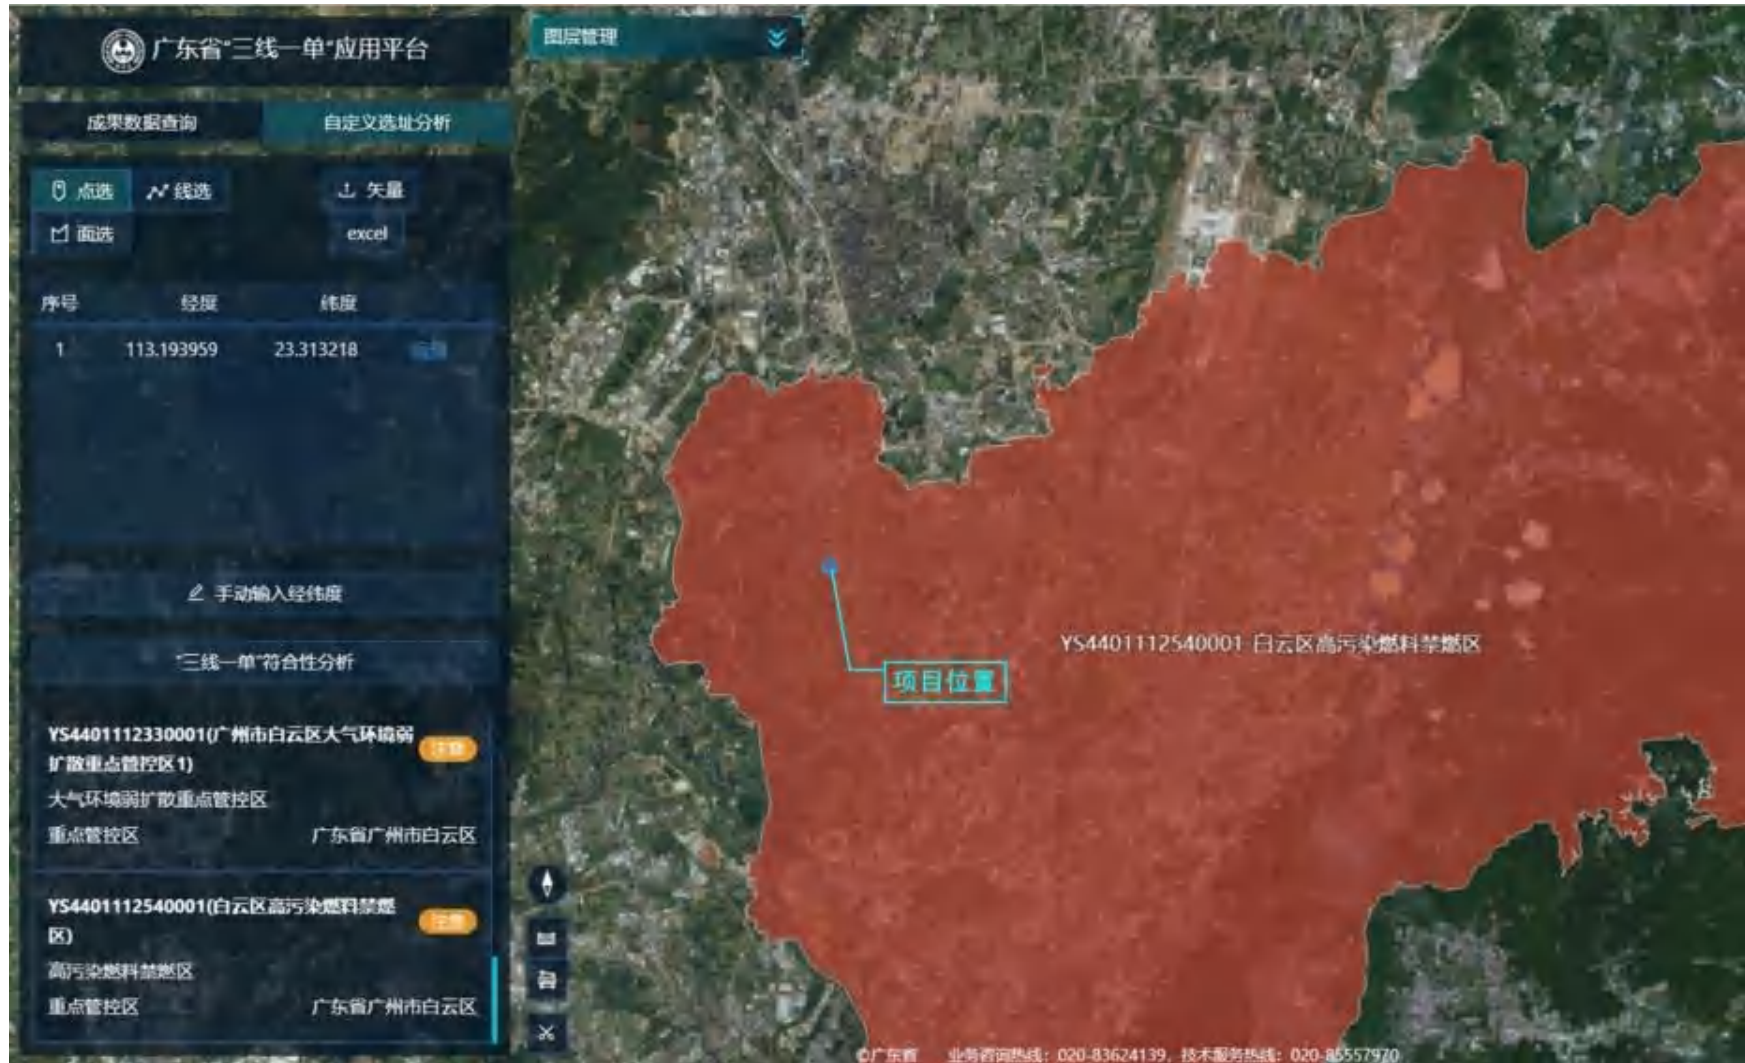 广东省“三线一单”应用平台
图层管理
成果数据查询 自定义选址分析
点选 线选 矢量
面选 excel
序号 经度 纬度
1 113.193959 23.313218
手动输入经纬度
“三线一单”符合性分析
YS4401112330001(广州市白云区大气环境弱
扩散重点管控区1)
注意
大气环境弱扩散重点管控区
重点管控区 广东省广州市白云区
YS4401112540001(白云区高污染燃料禁燃
区)
注意
高污染燃料禁燃区
重点管控区 广东省广州市白云区
YS4401112540001 白云区高污染燃料禁燃区
项目位置
©广东省 业务咨询热线：020-83624139，技术服务热线：020-85557970